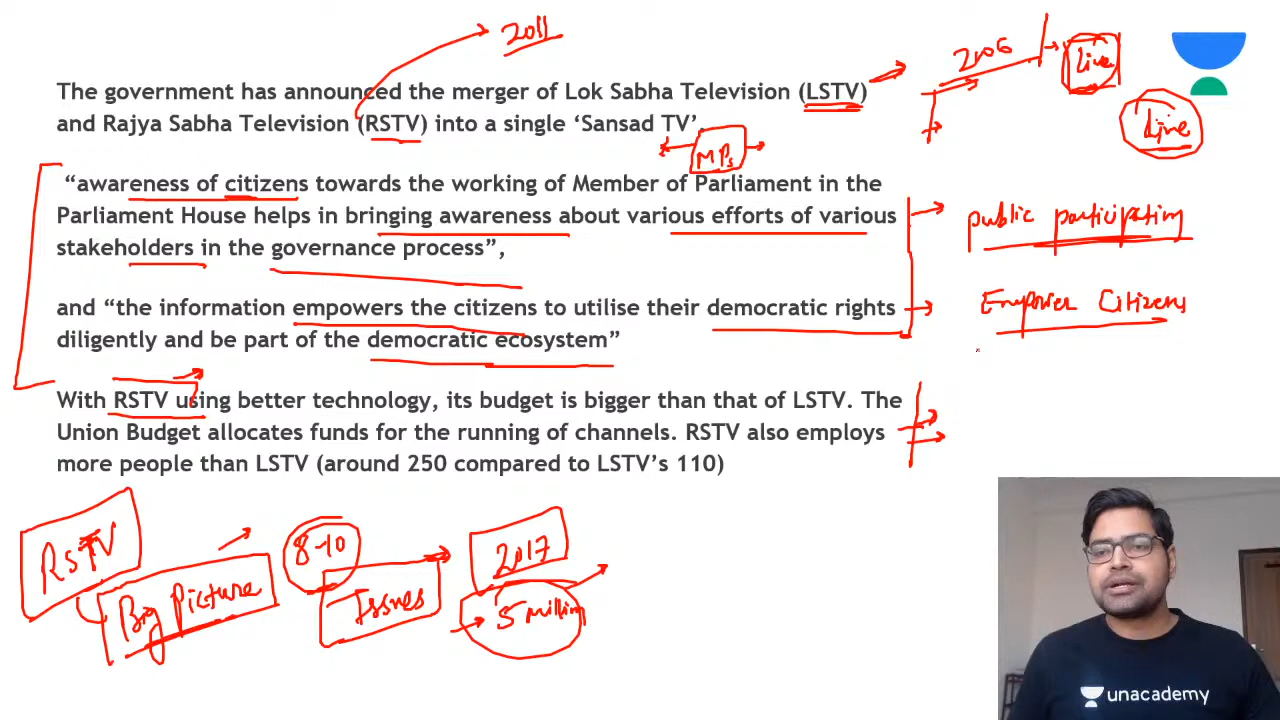 2011
2006
Live
Live
The government has announced the merger of Lok Sabha Television (LSTV)
and Rajya Sabha Television (RSTV) into a single ‘Sansad TV’,
MPs
“awareness of citizens towards the working of Member of Parliament in the
Parliament House helps in bringing awareness about various efforts of various
stakeholders in the governance process”,
public participation
and “the information empowers the citizens to utilise their democratic rights
diligently and be part of the democratic ecosystem”
Empower Citizens
With RSTV using better technology, its budget is bigger than that of LSTV. The
Union Budget allocates funds for the running of channels. RSTV also employs
more people than LSTV (around 250 compared to LSTV’s 110)
RSTV
Big Picture
8-10
Issues
2017
5 million
unacademy